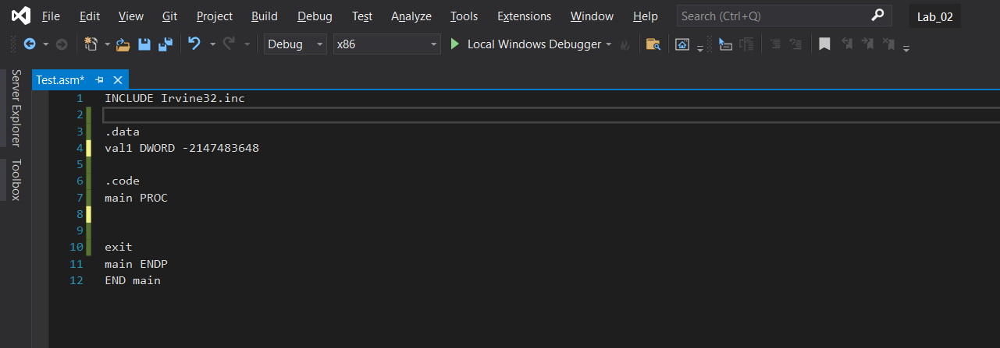 File Edit View Git Project Build Debug Test Analyze Tools Extensions Window Help Search (Ctrl+Q) Lab_02
Debug x86 Local Windows Debugger
Server Explorer
Toolbox
Test.asm*
1 INCLUDE Irvine32.inc
2
3 .data
4 val1 DWORD -2147483648
5
6 .code
7 main PROC
8
9
10 exit
11 main ENDP
12 END main